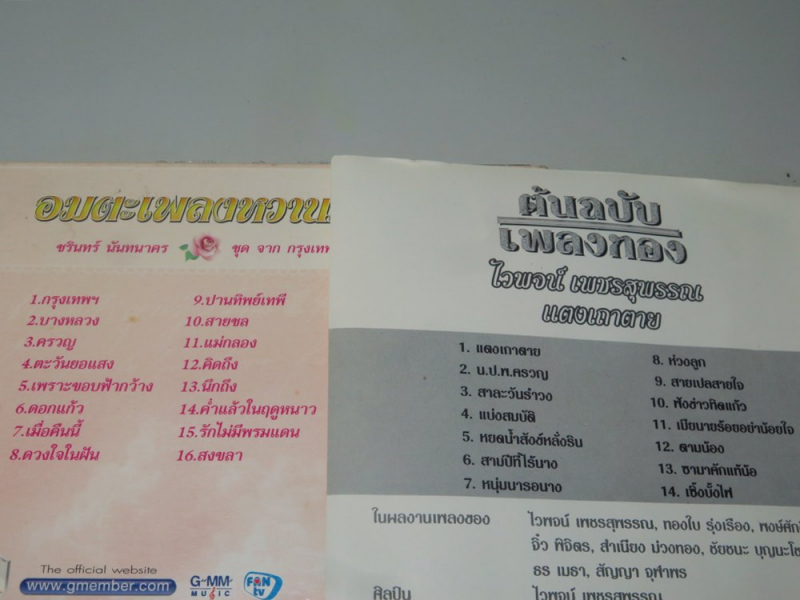 อมตะเพลงหวาน
ชรินทร์ นันทนาคร ชุด จาก กรุงเทพ
1.กรุงเทพฯ
2.บางหลวง
3.ครวญ
4.ตะวันยอแสง
5.เพราะขอบฟ้ากว้าง
6.ดอกแก้ว
7.เมื่อคืนนี้
8.ดวงใจในฝัน
9.ปานทิพย์เทพี
10.สายชล
11.แม่กลอง
12.คิดถึง
13.นึกถึง
14.ค่ำแล้วในฤดูหนาว
15.รักไม่มีพรมแดน
16.สงขลา
The official website
www.gmember.com
G-MM'
MUSIC
FAN
tv
ต้นฉบับ
เพลงทอง
ไวพจน์ เพชรสุพรรณ
แตงเถาตาย
1. แตงเถาตาย
2. น.ป.ท.ครวญ
3. สาละวันรำวง
4. แบ่งสมบัติ
5. หยดน้ำสังข์หลั่งริน
6. สามปีที่ไร้นาง
7. หนุ่มนารอนาง
8. ห่วงลูก
9. สายเปลสายใจ
10. ฟังข่าวทิดแก้ว
11. เมียนายร้อยอย่าน้อยใจ
12. ตามน้อง
13. ซามาคักแท้น้อ
14. เซิ้งบั้งไฟ
ในผลงานเพลงของ
ไวพจน์ เพชรสุพรรณ, ทองใบ รุ่งเรือง, พงษ์ศักดิ์
จิ๋ว พิจิตร, สำเนียง ม่วงทอง, ชัยชนะ บุญนะโช
ธร เมธา, สัญญา จุฬาพร
ศิลปิน
ไวพจน์ เพชรสุพรรณ